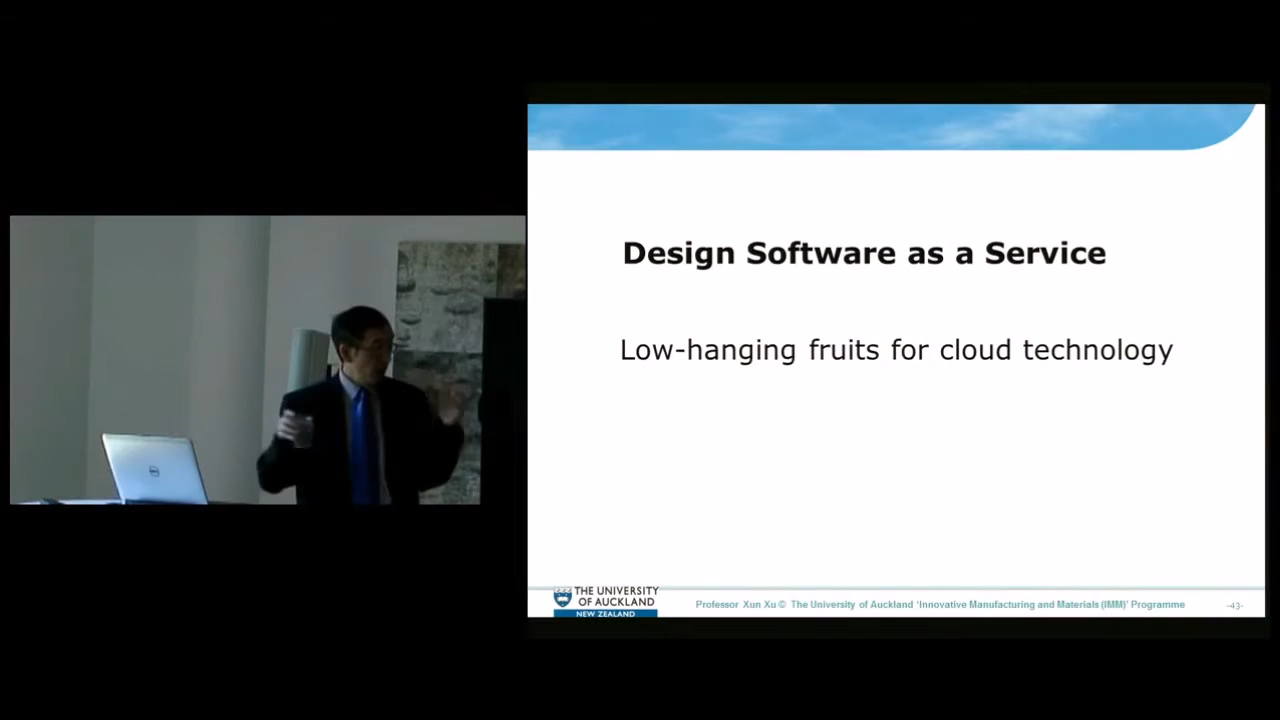 Design Software as a Service
Low-hanging fruits for cloud technology
THE UNIVERSITY
OF AUCKLAND
NEW ZEALAND
Professor Xun Xu © The University of Auckland 'Innovative Manufacturing and Materials (IMM)' Programme
-43-